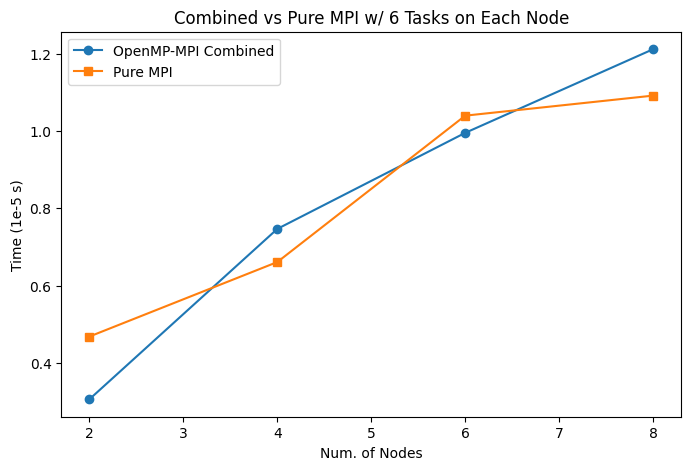 Combined vs Pure MPI w/ 6 Tasks on Each Node
OpenMP-MPI Combined
Pure MPI
Time (1e-5 s)
1.2
1.0
0.8
0.6
0.4
2 3 4 5 6 7 8
Num. of Nodes